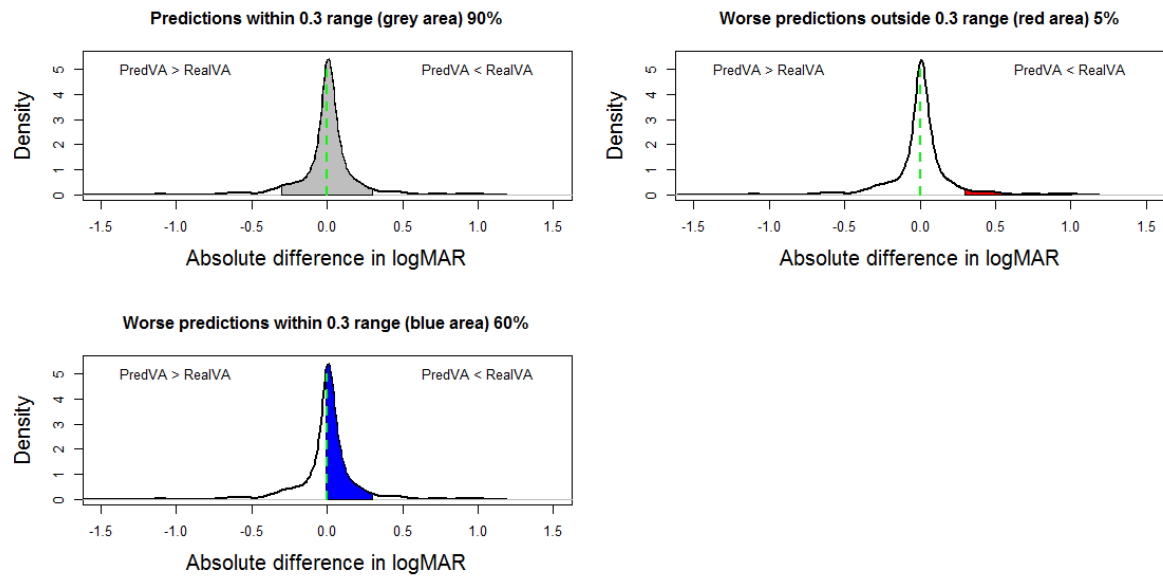 Predictions within 0.3 range (grey area) 90%
PredVA > RealVA
PredVA < RealVA
Density
5
4
3
2
1
0
-1.5 -1.0 -0.5 0.0 0.5 1.0 1.5
Absolute difference in logMAR
Worse predictions outside 0.3 range (red area) 5%
PredVA > RealVA
PredVA < RealVA
Density
5
4
3
2
1
0
-1.5 -1.0 -0.5 0.0 0.5 1.0 1.5
Absolute difference in logMAR
Worse predictions within 0.3 range (blue area) 60%
PredVA > RealVA
PredVA < RealVA
Density
5
4
3
2
1
0
-1.5 -1.0 -0.5 0.0 0.5 1.0 1.5
Absolute difference in logMAR